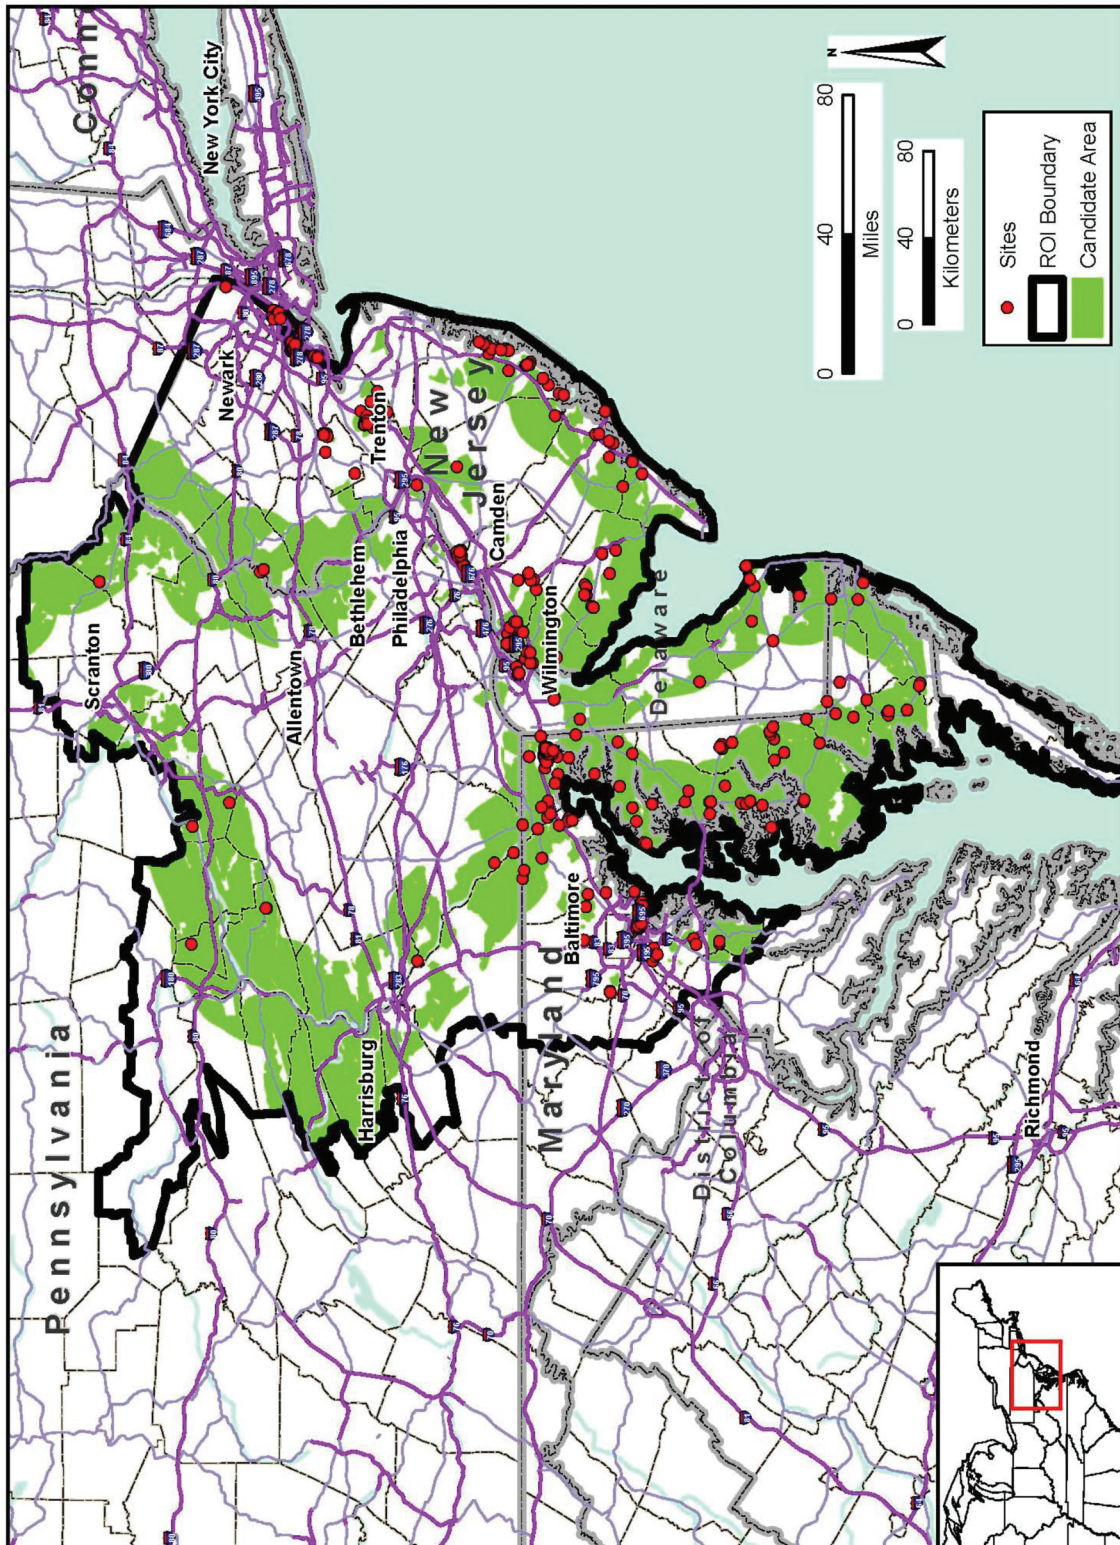 Pennsylvania
Conn
Scranton
New York City
Newark
Allentown
Bethlehem
Harrisburg
Trenton
Philadelphia
New
Jersey
Camden
Wilmington
Maryland
Baltimore
Delaware
District of
Columbia
Richmond
N
0 40 80
Miles
0 40 80
Kilometers
Sites
ROI Boundary
Candidate Area